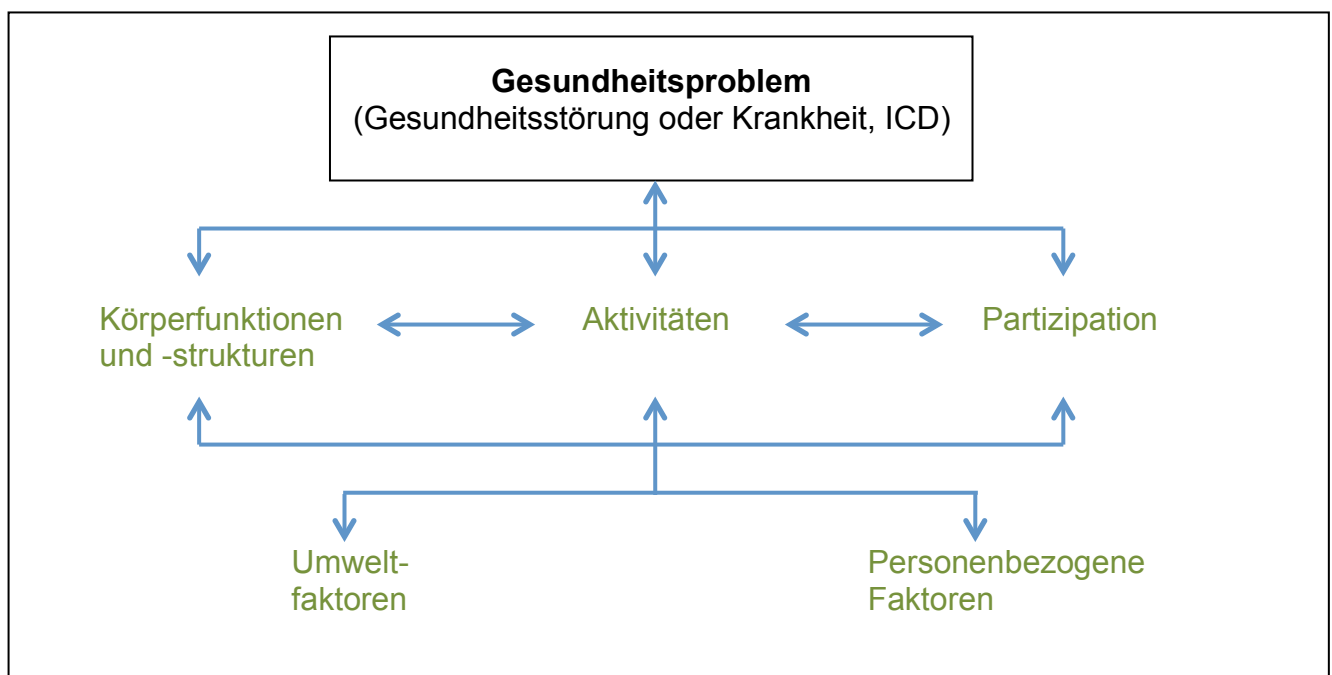 Gesundheitsproblem
(Gesundheitsstörung oder Krankheit, ICD)
Körperfunktionen
und -strukturen
Aktivitäten
Partizipation
Umwelt-
faktoren
Personenbezogene
Faktoren